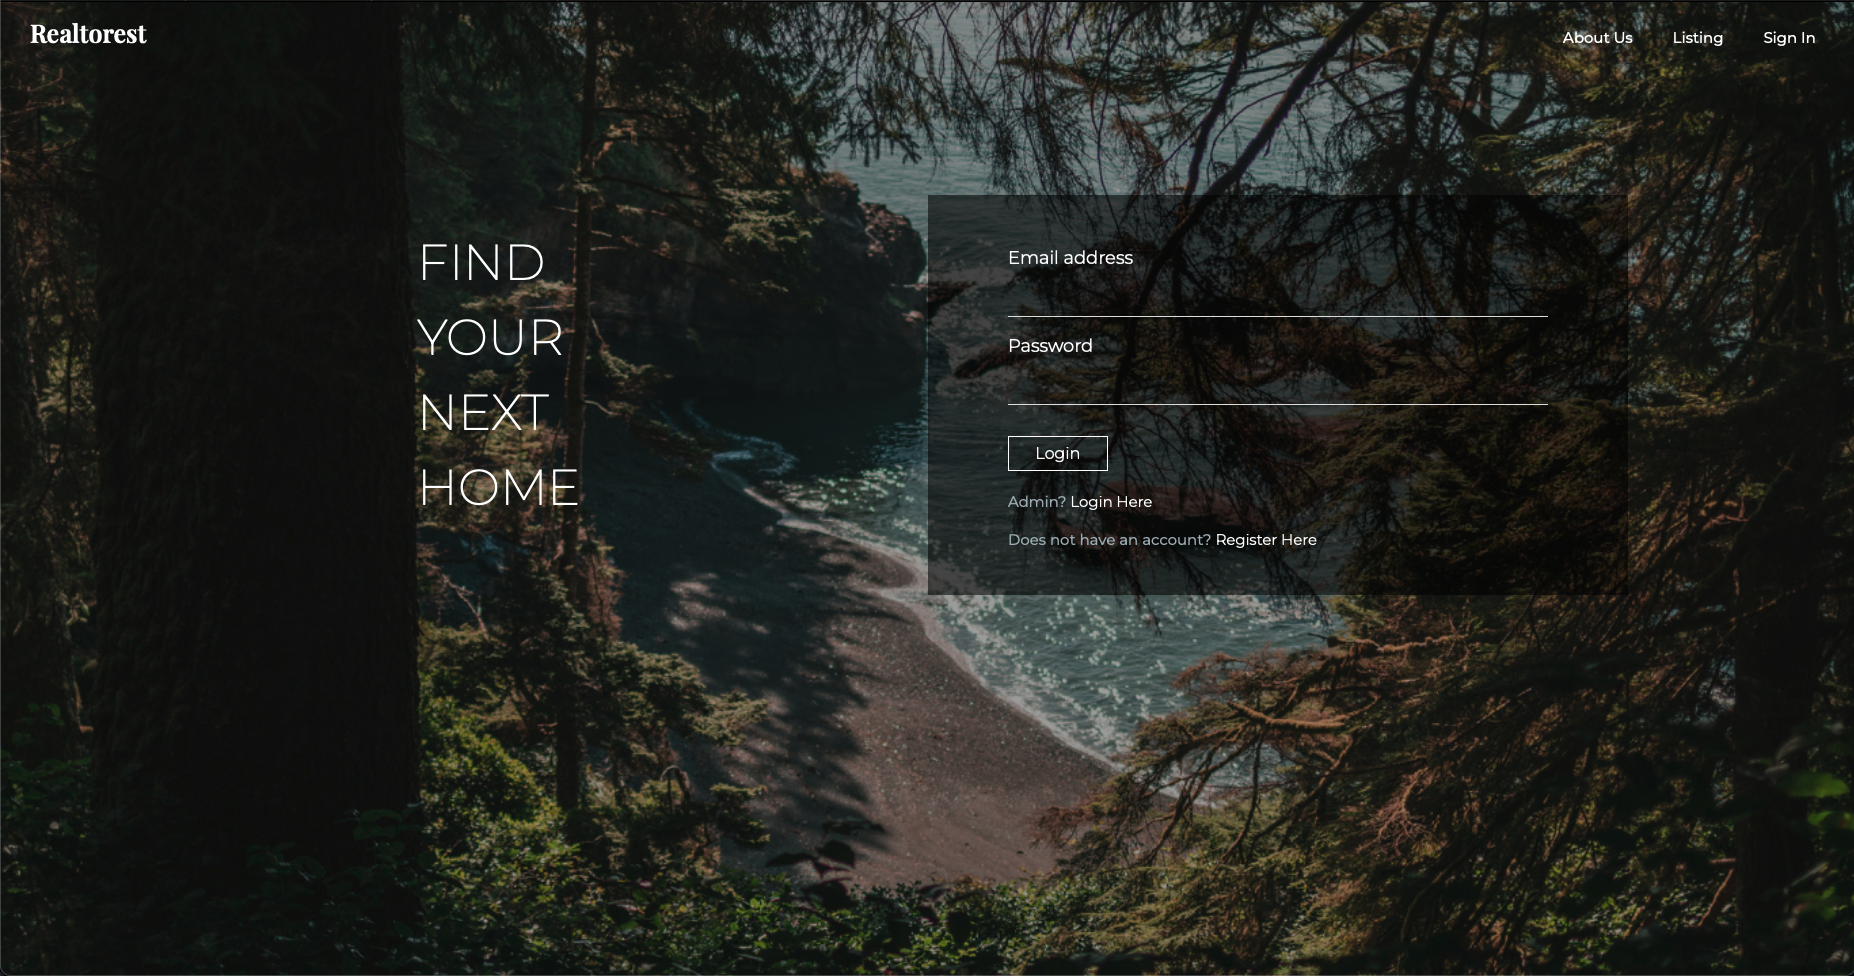 Realtorest
About Us
Listing
Sign In
FIND
YOUR
NEXT
HOME
Email address
Password
Login
Admin? Login Here
Does not have an account? Register Here